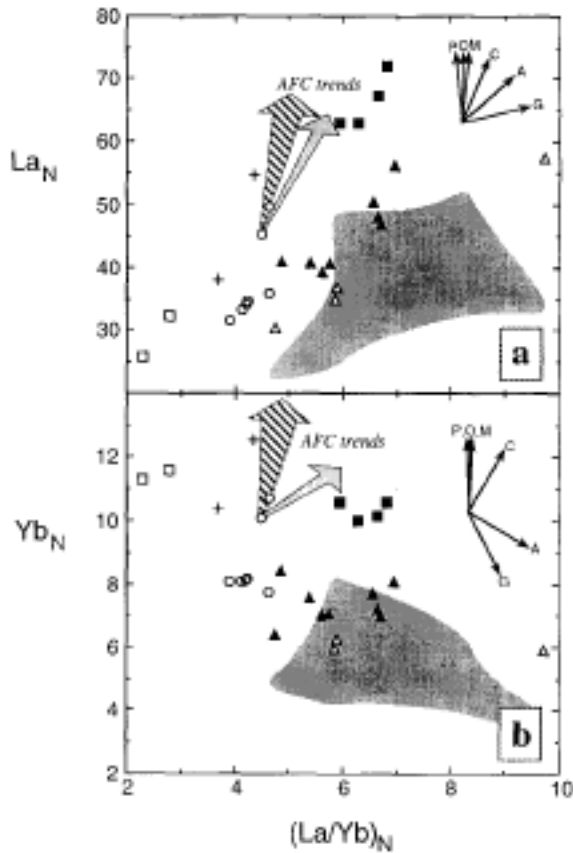 80
70
60
50
40
30
La_N
AFC trends
P O M
C
A
G
a
12
10
8
6
4
2
Yb_N
AFC trends
P.O.M
C
A
G
b
2 4 6 8 10
(La/Yb)_N